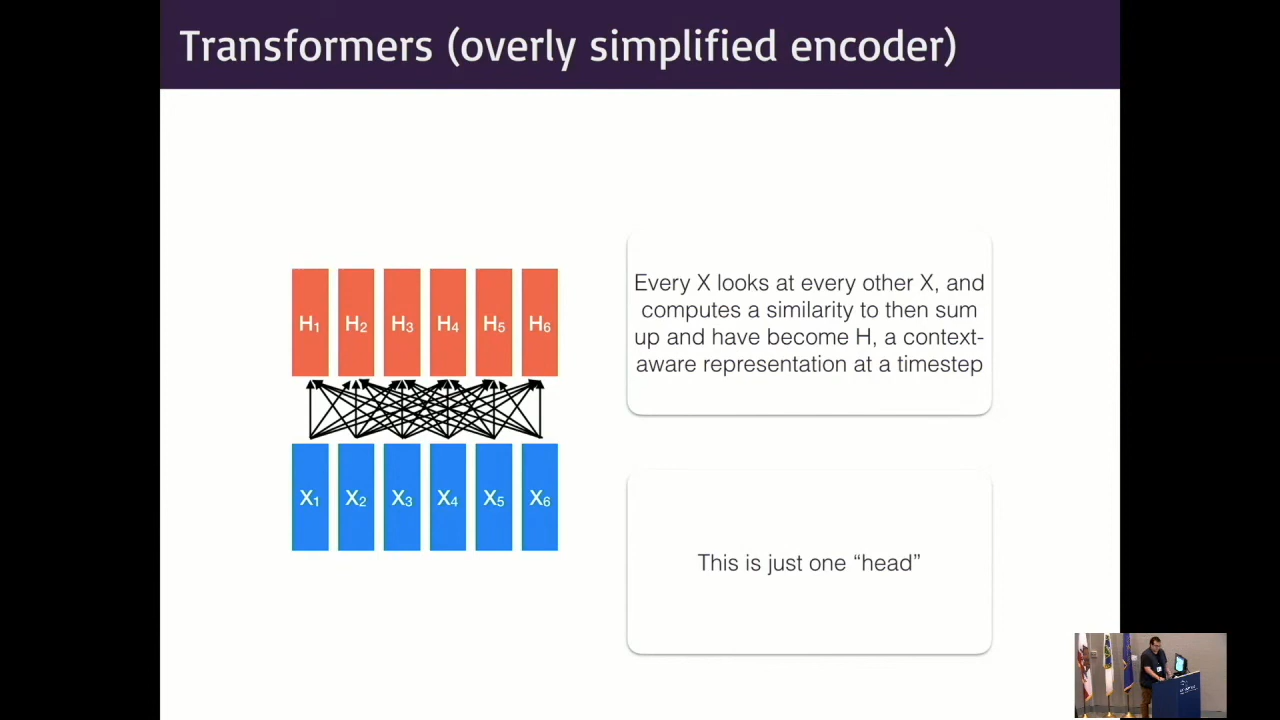 Transformers (overly simplified encoder)
Every X looks at every other X, and
computes a similarity to then sum
up and have become H, a context-
aware representation at a timestep
H₁ H₂ H₃ H₄ H₅ H₆
X₁ X₂ X₃ X₄ X₅ X₆
This is just one “head”